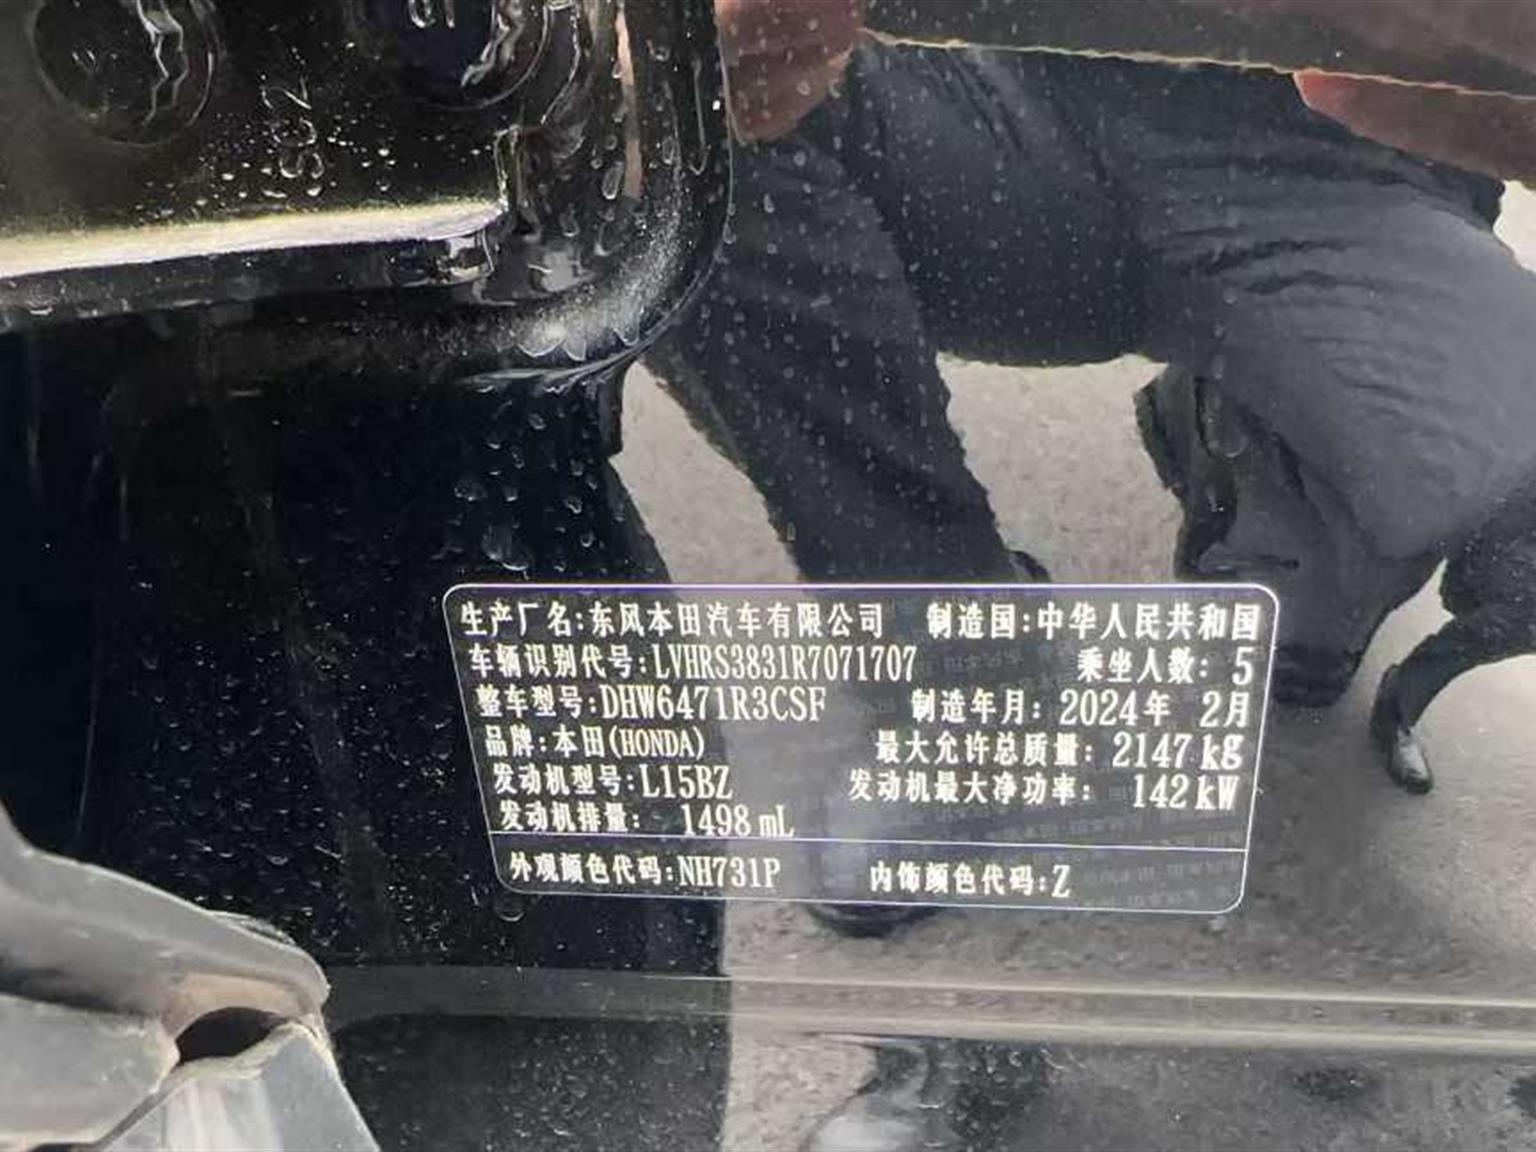 SC2
生产厂名:东风本田汽车有限公司 制造国:中华人民共和国
车辆识别代号:LVHRS3831R7071707 乘坐人数: 5
整车型号:DHW6471R3CSF 制造年月: 2024年 2月
品牌:本田(HONDA) 最大允许总质量: 2147kg
发动机型号:L15BZ 发动机最大净功率: 142kW
发动机排量: 1498mL
外观颜色代码:NH731P 内饰颜色代码:Z